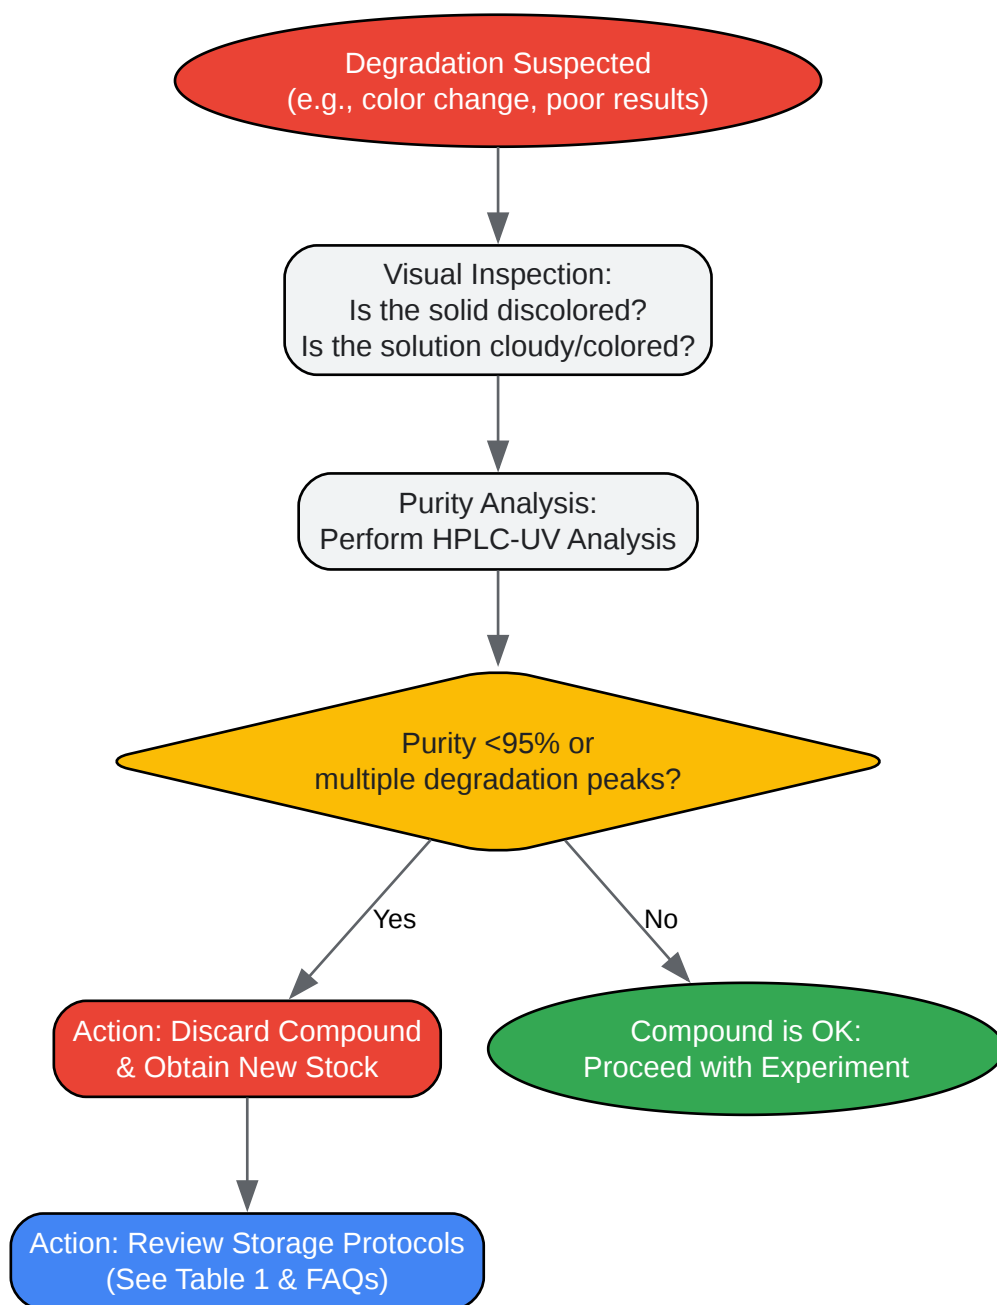 Degradation Suspected
(e.g., color change, poor results)
Visual Inspection:
Is the solid discolored?
Is the solution cloudy/colored?
Purity Analysis:
Perform HPLC-UV Analysis
Purity <95% or
multiple degradation peaks?
Yes
No
Action: Discard Compound
& Obtain New Stock
Compound is OK:
Proceed with Experiment
Action: Review Storage Protocols
(See Table 1 & FAQs)